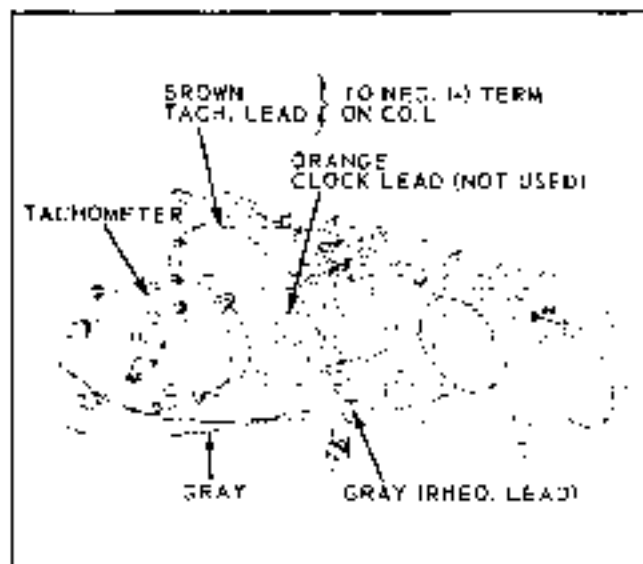 BROWN
TACH. LEAD
TO NEG. (-) TERM
ON COIL
ORANGE
CLOCK LEAD (NOT USED)
TACHOMETER
GRAY
GRAY (RHEO. LEAD)